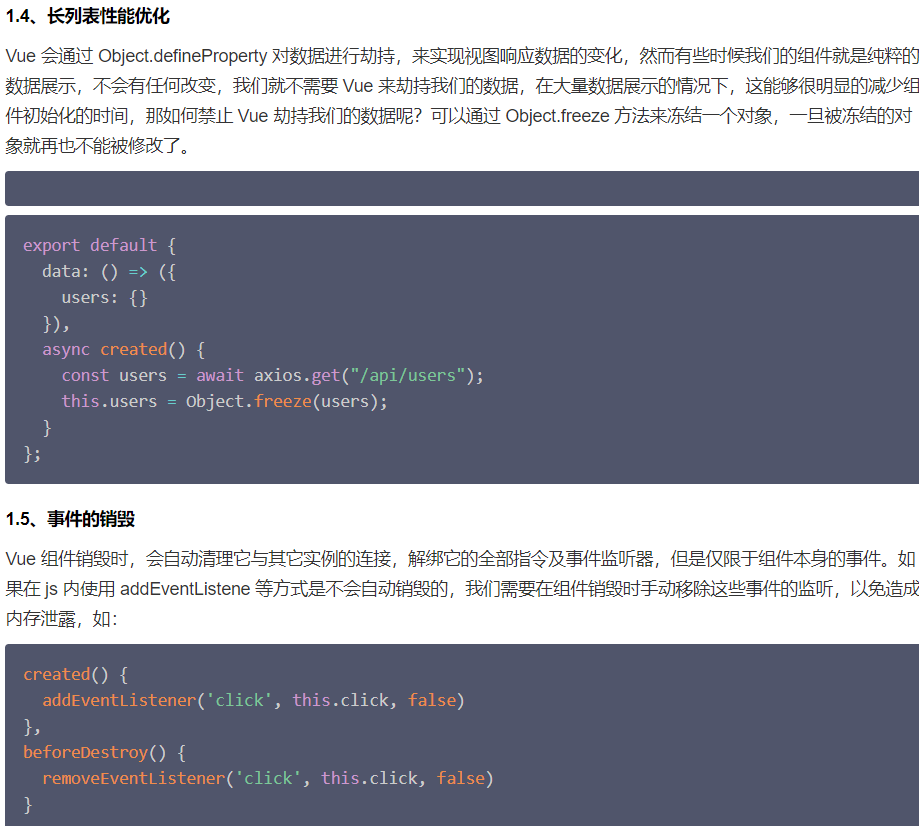 1.4、长列表性能优化
Vue 会通过 Object.defineProperty 对数据进行劫持，来实现视图响应数据的变化，然而有些时候我们的组件就是纯粹的
数据展示，不会有任何改变，我们就不需要 Vue 来劫持我们的数据，在大量数据展示的情况下，这能够很明显的减少组
件初始化的时间，那如何禁止 Vue 劫持我们的数据呢？可以通过 Object.freeze 方法来冻结一个对象，一旦被冻结的对
象就再也不能被修改了。
export default {
  data: () => ({
    users: {}
  }),
  async created() {
    const users = await axios.get("/api/users");
    this.users = Object.freeze(users);
  }
};
1.5、事件的销毁
Vue 组件销毁时，会自动清理它与其它实例的连接，解绑它的全部指令及事件监听器，但是仅限于组件本身的事件。如
果在 js 内使用 addEventListene 等方式是不会自动销毁的，我们需要在组件销毁时手动移除这些事件的监听，以免造成
内存泄露，如：
created() {
  addEventListener('click', this.click, false)
},
beforeDestroy() {
  removeEventListener('click', this.click, false)
}